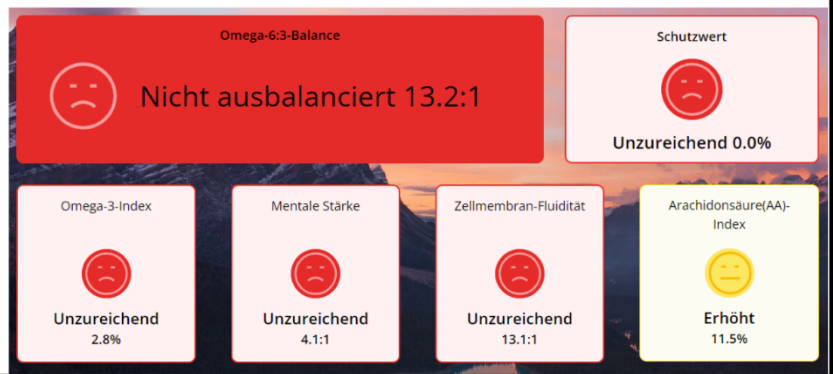 Omega-6:3-Balance
Nicht ausbalanciert 13.2:1
Schutzwert
Unzureichend 0.0%
Omega-3-Index
Unzureichend
2.8%
Mentale Stärke
Unzureichend
4.1:1
Zellmembran-Fluidität
Unzureichend
13.1:1
Arachidonsäure(AA)-
Index
Erhöht
11.5%